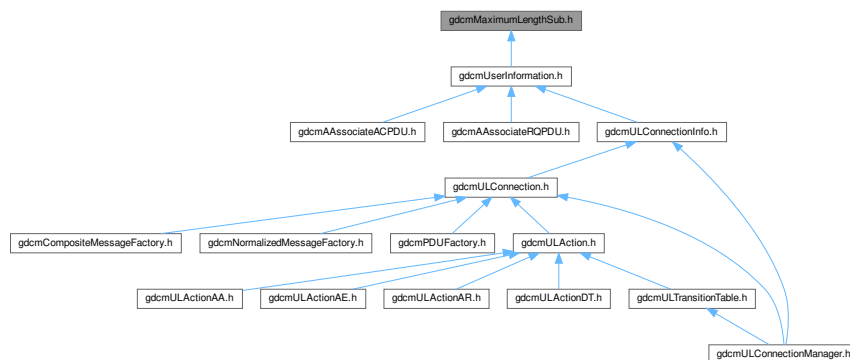 gdcmMaximumLengthSub.h
gdcmUserInformation.h
gdcmAAssociateACPDU.h
gdcmAAssociateRQPDU.h
gdcmULConnectionInfo.h
gdcmULConnection.h
gdcmCompositeMessageFactory.h
gdcmNormalizedMessageFactory.h
gdcmPDUFactory.h
gdcmULAction.h
gdcmULActionAA.h
gdcmULActionAE.h
gdcmULActionAR.h
gdcmULActionDT.h
gdcmULTransitionTable.h
gdcmULConnectionManager.h